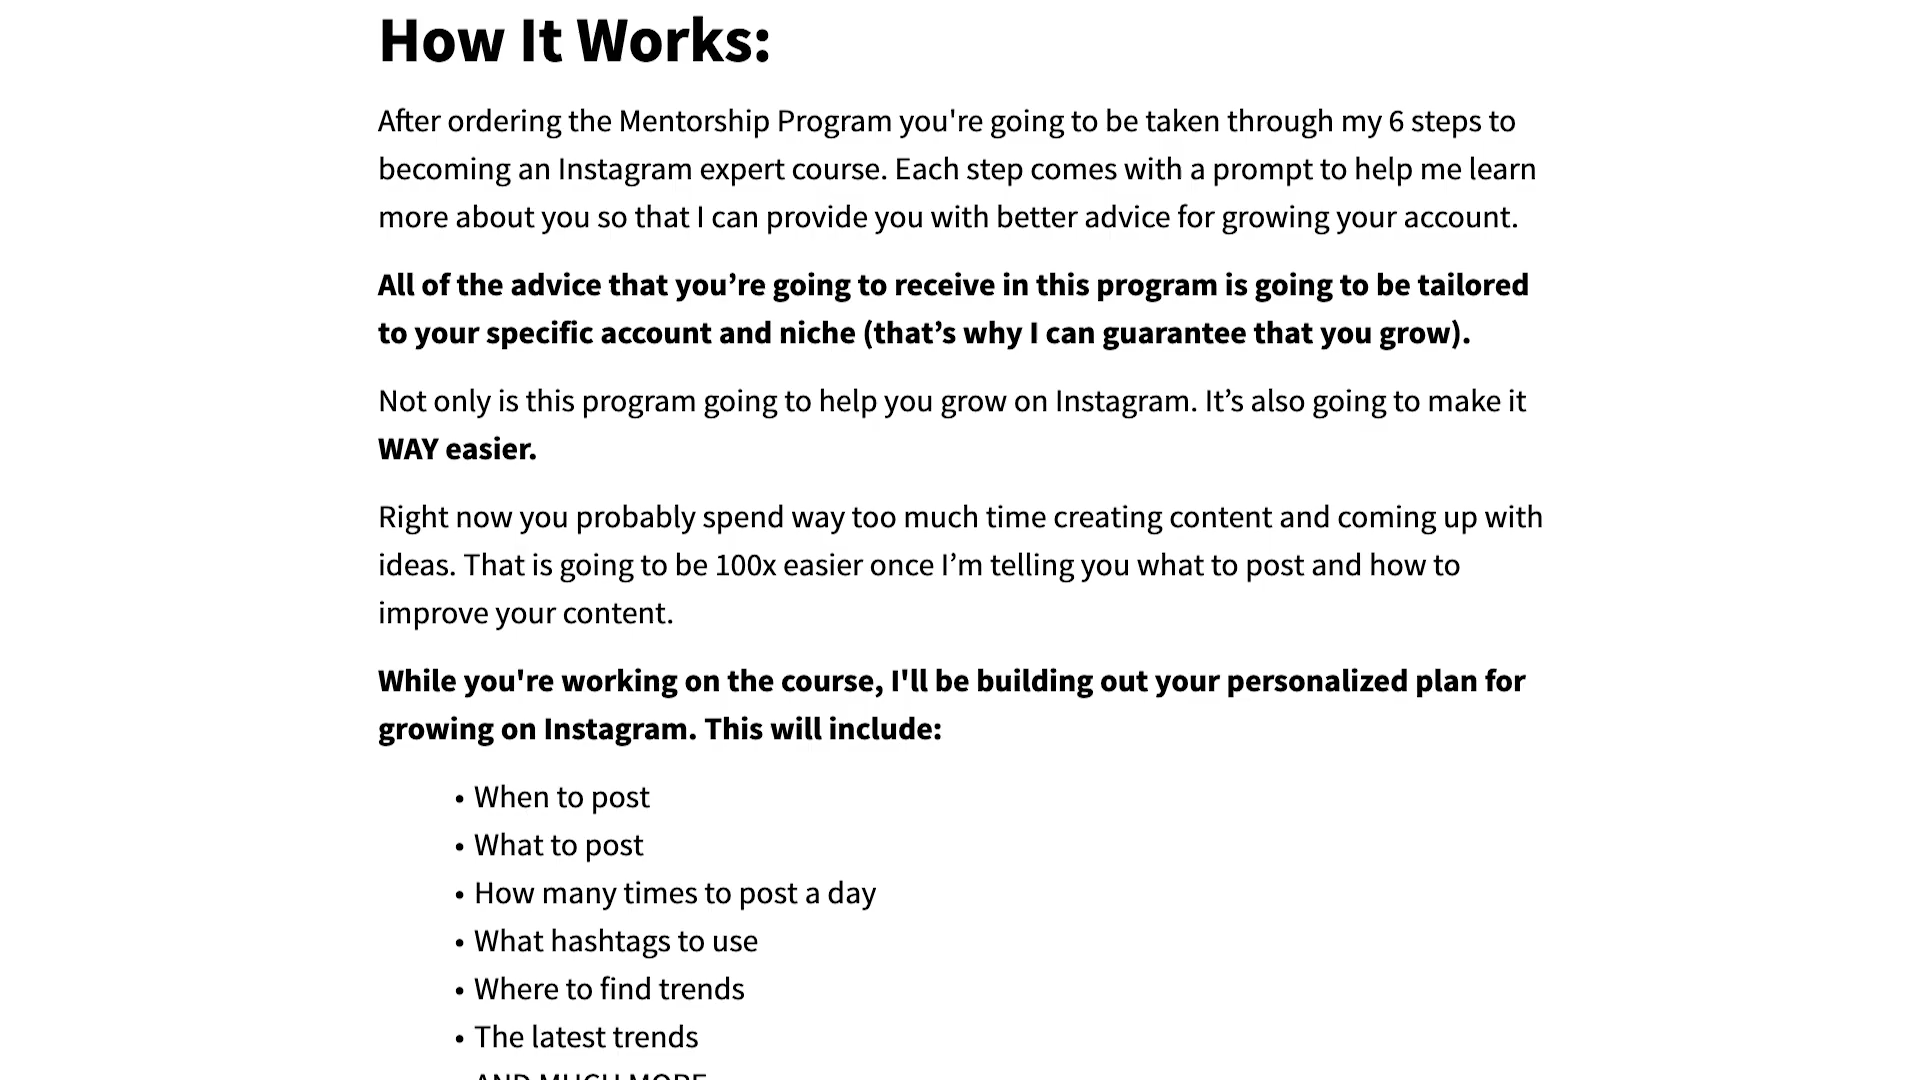 How It Works:
After ordering the Mentorship Program you're going to be taken through my 6 steps to
becoming an Instagram expert course. Each step comes with a prompt to help me learn
more about you so that I can provide you with better advice for growing your account.
All of the advice that you’re going to receive in this program is going to be tailored
to your specific account and niche (that’s why I can guarantee that you grow).
Not only is this program going to help you grow on Instagram. It’s also going to make it
WAY easier.
Right now you probably spend way too much time creating content and coming up with
ideas. That is going to be 100x easier once I’m telling you what to post and how to
improve your content.
While you're working on the course, I'll be building out your personalized plan for
growing on Instagram. This will include:
• When to post
• What to post
• How many times to post a day
• What hashtags to use
• Where to find trends
• The latest trends
AND MUCH MORE